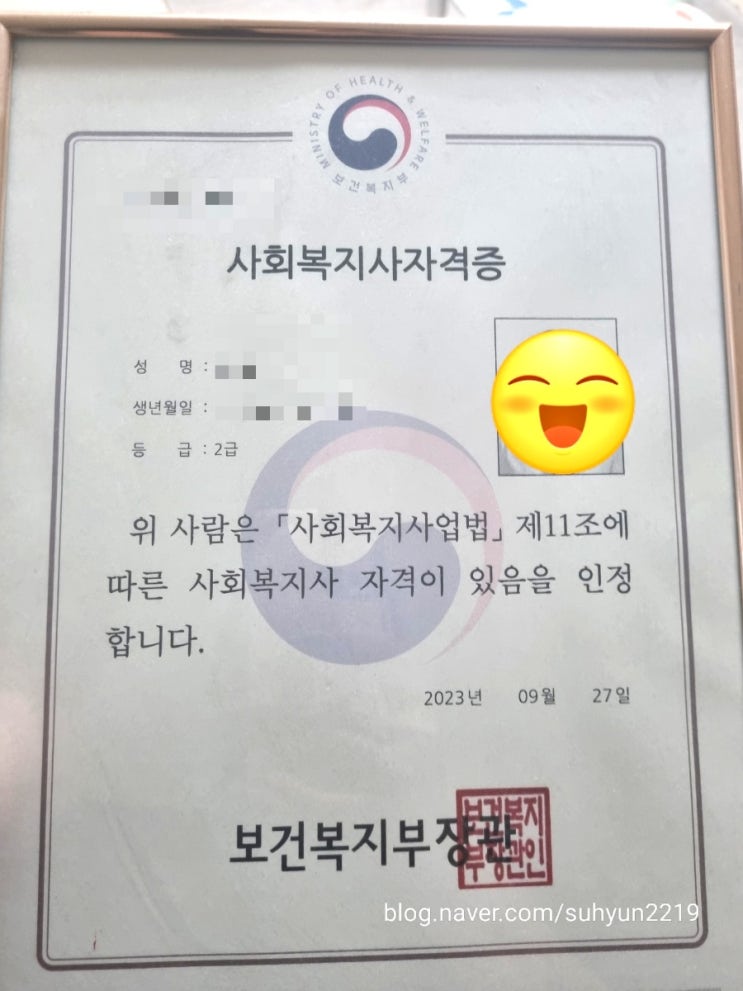 MINISTRY OF HEALTH & WELFARE
보건복지부
사회복지사자격증
성 명 :
생년월일 :
등 급 : 2급
위 사람은 「사회복지사업법」 제11조에
따른 사회복지사 자격이 있음을 인정
합니다.
2023년 09월 27일
보건복지부장관
보건복지
부장관인
blog.naver.com/suhyun2219